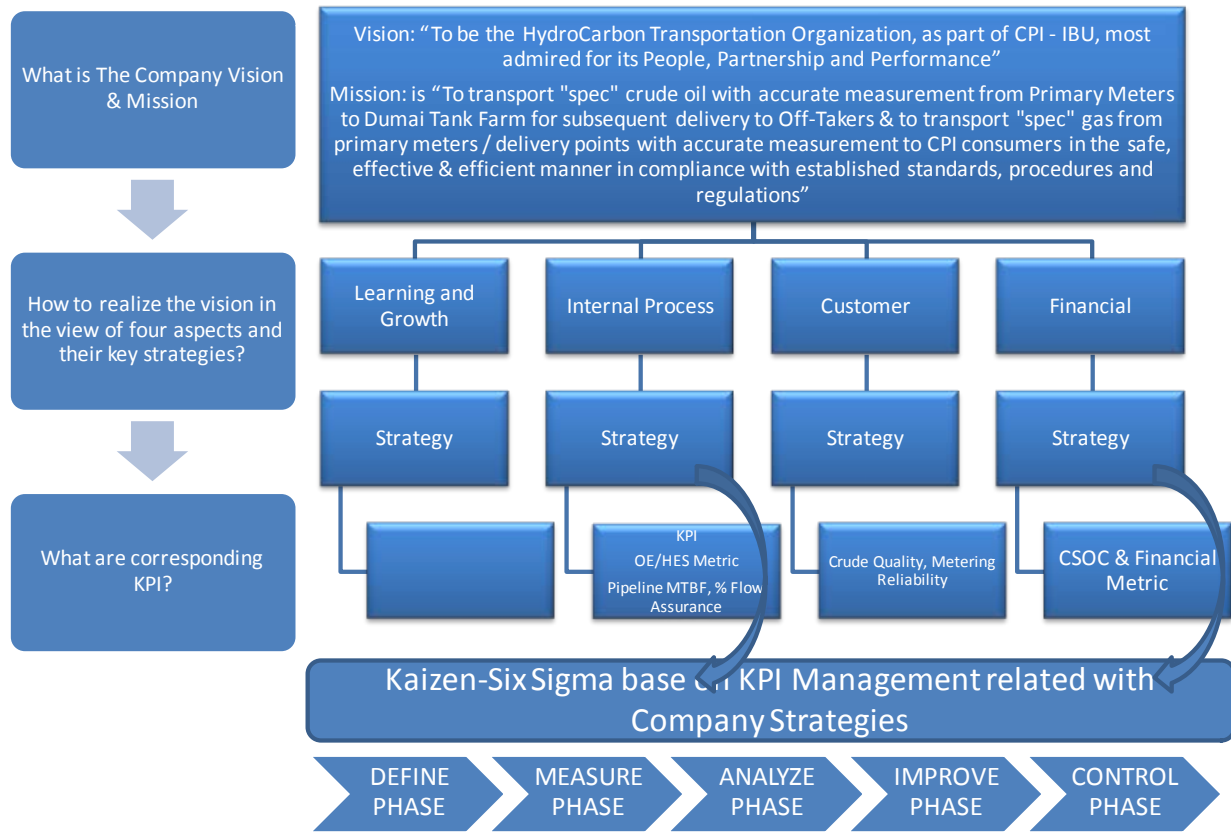 What is The Company Vision
& Mission
Vision: “To be the HydroCarbon Transportation Organization, as part of CPI - IBU, most
admired for its People, Partnership and Performance”
Mission: is “To transport "spec" crude oil with accurate measurement from Primary Meters
to Dumai Tank Farm for subsequent delivery to Off-Takers & to transport "spec" gas from
primary meters / delivery points with accurate measurement to CPI consumers in the safe,
effective & efficient manner in compliance with established standards, procedures and
regulations”
How to realize the vision in
the view of four aspects and
their key strategies?
Learning and
Growth
Internal Process
Customer
Financial
Strategy
Strategy
Strategy
Strategy
What are corresponding
KPI?
KPI
OE/HES Metric
Pipeline MTBF, % Flow
Assurance
Crude Quality, Metering
Reliability
CSOC & Financial
Metric
Kaizen-Six Sigma base on KPI Management related with
Company Strategies
DEFINE
PHASE
MEASURE
PHASE
ANALYZE
PHASE
IMPROVE
PHASE
CONTROL
PHASE